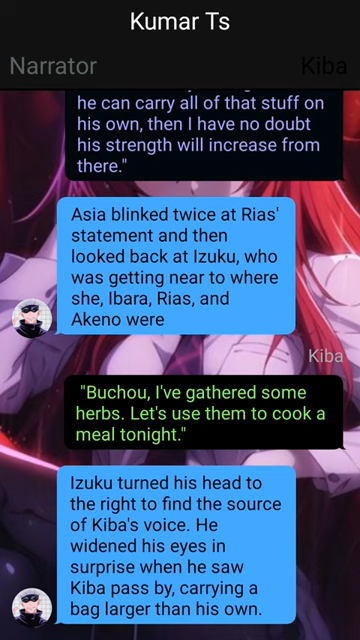 Kumar Ts
Narrator
Kiba
he can carry all of that stuff on
his own, then I have no doubt
his strength will increase from
there."
Asia blinked twice at Rias'
statement and then
looked back at Izuku, who
was getting near to where
she, Ibara, Rias, and
Akeno were
Kiba
"Buchou, I've gathered some
herbs. Let's use them to cook a
meal tonight."
Izuku turned his head to
the right to find the source
of Kiba's voice. He
widened his eyes in
surprise when he saw
Kiba pass by, carrying a
bag larger than his own.